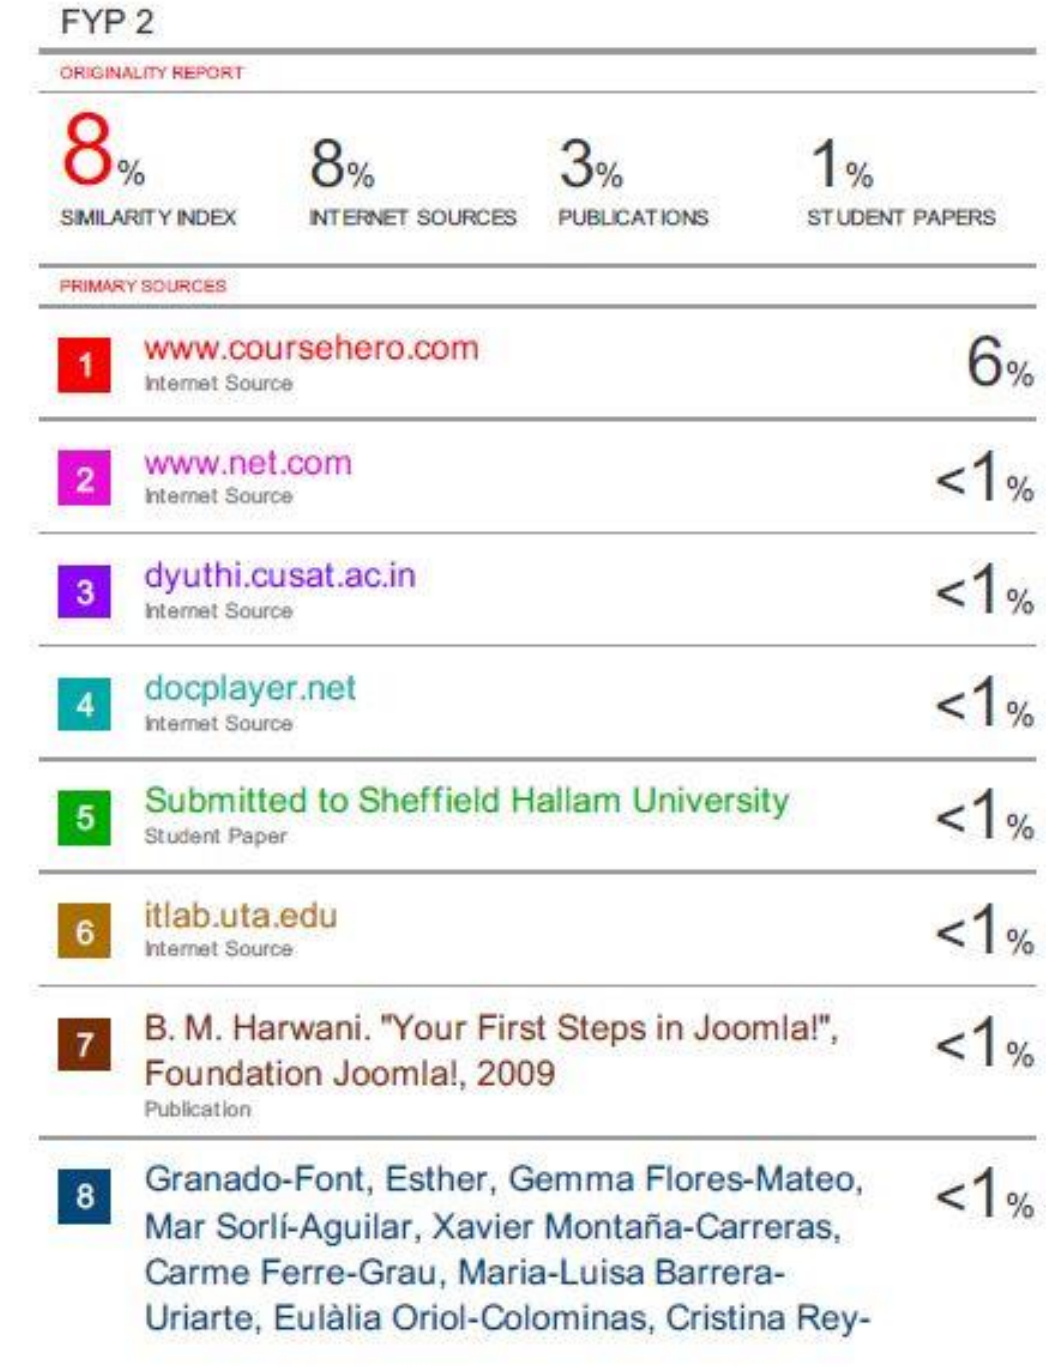 FYP 2
ORIGINALITY REPORT
8%
SIMILARITY INDEX
8%
INTERNET SOURCES
3%
PUBLICATIONS
1%
STUDENT PAPERS
PRIMARY SOURCES
1
www.coursehero.com
Internet Source
6%
2
www.net.com
Internet Source
<1%
3
dyuthi.cusat.ac.in
Internet Source
<1%
4
docplayer.net
Internet Source
<1%
5
Submitted to Sheffield Hallam University
Student Paper
<1%
6
itlab.uta.edu
Internet Source
<1%
7
B. M. Harwani. "Your First Steps in Joomla!",
Foundation Joomla!, 2009
Publication
<1%
8
Granado-Font, Esther, Gemma Flores-Mateo,
Mar Sorlí-Aguilar, Xavier Montaña-Carreras,
Carme Ferre-Grau, Maria-Luisa Barrera-
Uriarte, Eulàlia Oriol-Colominas, Cristina Rey-
<1%